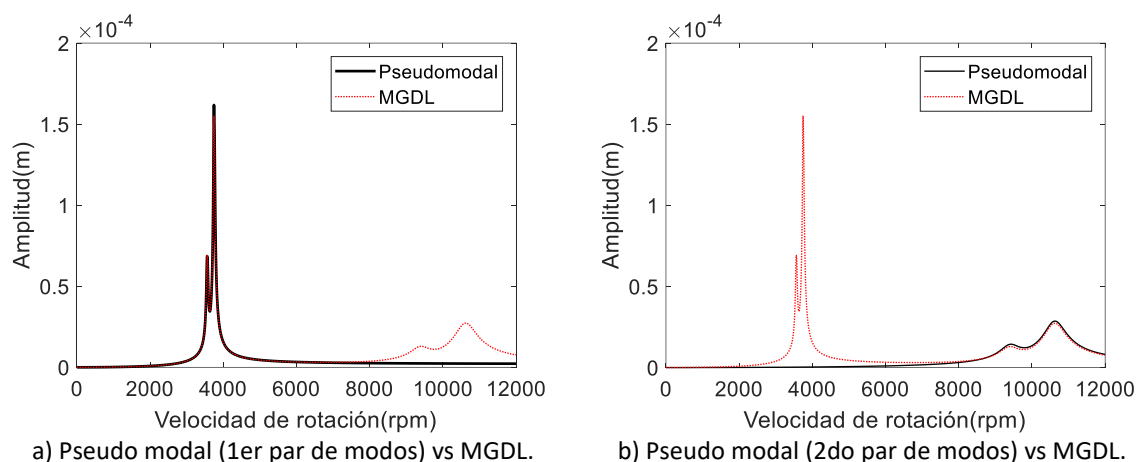 ×10-4
2
1.5
1
0.5
0
Amplitud(m)
Pseudomodal
MGDL
0 2000 4000 6000 8000 10000 12000
Velocidad de rotación(rpm)
a) Pseudo modal (1er par de modos) vs MGDL.
×10-4
2
1.5
1
0.5
0
Amplitud(m)
Pseudomodal
MGDL
0 2000 4000 6000 8000 10000 12000
Velocidad de rotación(rpm)
b) Pseudo modal (2do par de modos) vs MGDL.